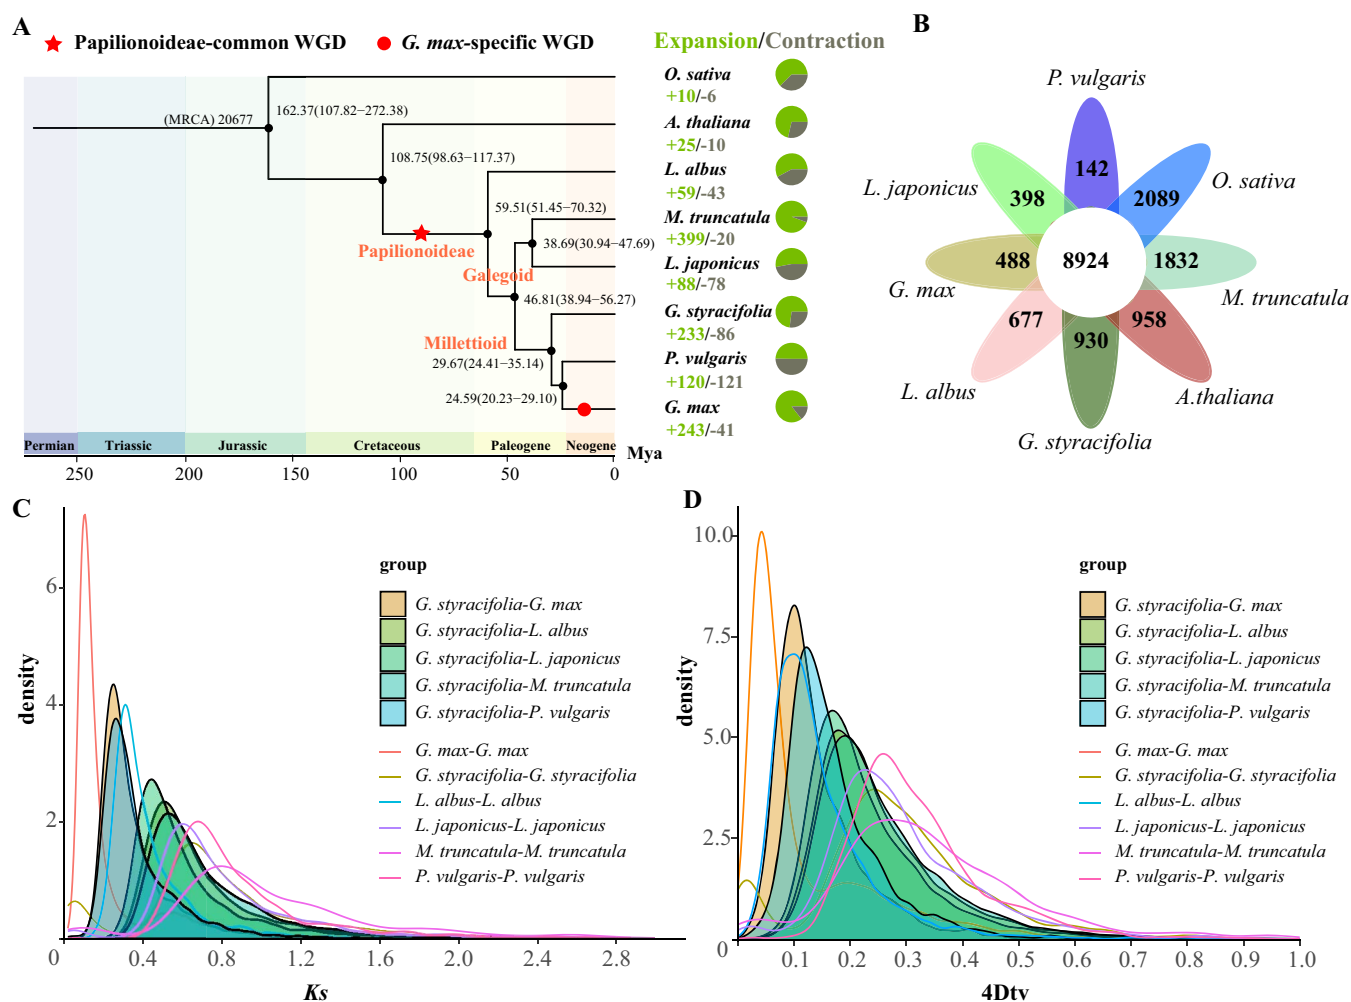 A
Papilionoideae-common WGD
G. max-specific WGD
Expansion/Contraction
(MRCA) 20677
162.37(107.82−272.38)
108.75(98.63−117.37)
59.51(51.45−70.32)
38.69(30.94−47.69)
Papilionoideae
Galegoid
46.81(38.94−56.27)
Millettioid
29.67(24.41−35.14)
24.59(20.23−29.10)
O. sativa
+10/-6
A. thaliana
+25/-10
L. albus
+59/-43
M. truncatula
+399/-20
L. japonicus
+88/-78
G. styracifolia
+233/-86
P. vulgaris
+120/-121
G. max
+243/-41
Permian Triassic Jurassic Cretaceous Paleogene Neogene
Mya
250 200 150 100 50 0
B
P. vulgaris
142
O. sativa
2089
L. japonicus
398
G. max
488
8924
1832
M. truncatula
L. albus
677
930
958
A.thaliana
G. styracifolia
C
density
6
4
2
0 0.4 0.8 1.2 1.6 2.0 2.4 2.8
Ks
group
G. styracifolia-G. max
G. styracifolia-L. albus
G. styracifolia-L. japonicus
G. styracifolia-M. truncatula
G. styracifolia-P. vulgaris
G. max-G. max
G. styracifolia-G. styracifolia
L. albus-L. albus
L. japonicus-L. japonicus
M. truncatula-M. truncatula
P. vulgaris-P. vulgaris
D
density
10.0
7.5
5.0
2.5
0
0.1 0.2 0.3 0.4 0.5 0.6 0.7 0.8 0.9 1.0
4Dtv
group
G. styracifolia-G. max
G. styracifolia-L. albus
G. styracifolia-L. japonicus
G. styracifolia-M. truncatula
G. styracifolia-P. vulgaris
G. max-G. max
G. styracifolia-G. styracifolia
L. albus-L. albus
L. japonicus-L. japonicus
M. truncatula-M. truncatula
P. vulgaris-P. vulgaris